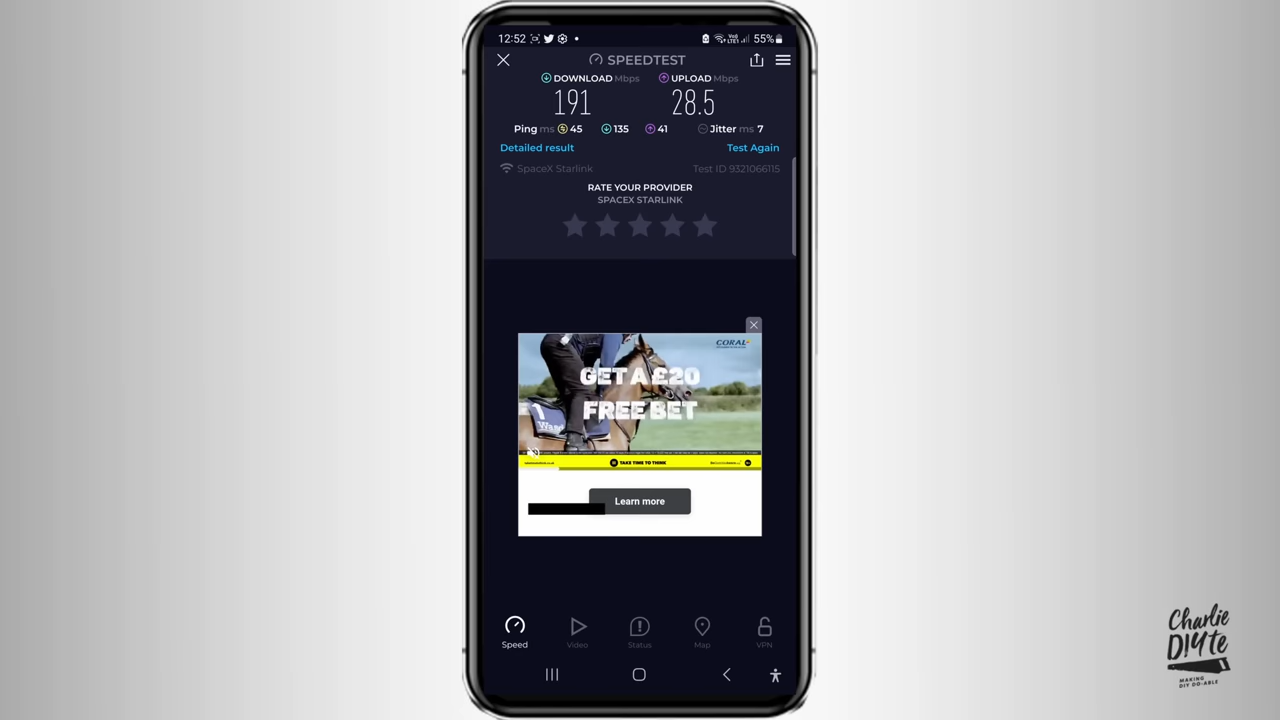 12:52
55%
SPEEDTEST
DOWNLOAD Mbps UPLOAD Mbps
191 28.5
Ping ms 45 135 41 Jitter ms 7
Detailed result Test Again
SpaceX Starlink Test ID 9321066115
RATE YOUR PROVIDER
SPACEX STARLINK
CORAL
GET A £20
FREE BET
1
TAKE TIME TO THINK
Learn more
Speed Video Status Map VPN
Charlie
DIYte
MAKING
DIY DO-ABLE